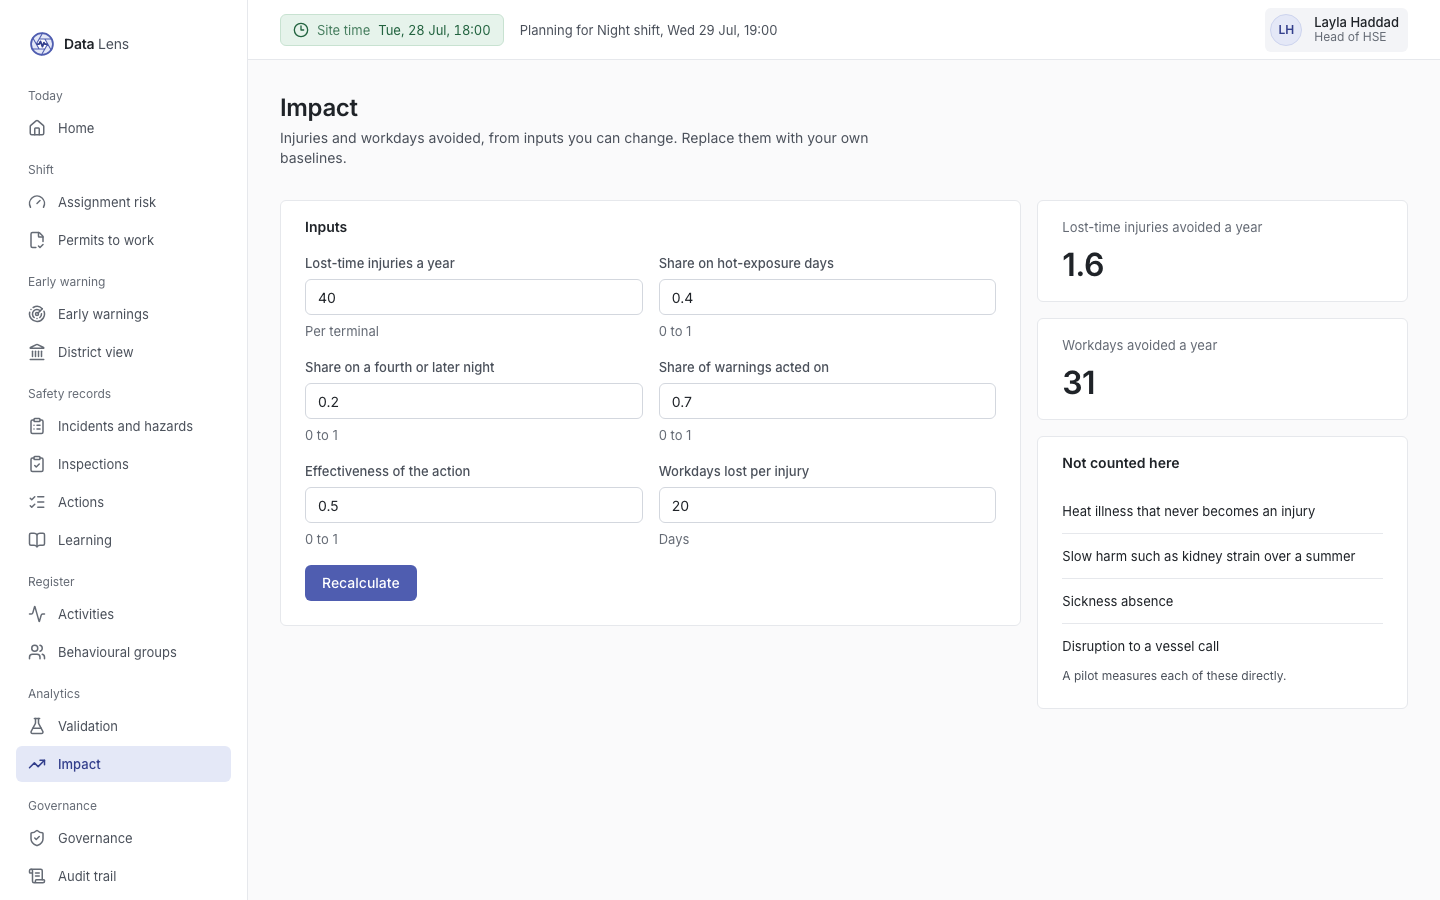 Data Lens
Today
Home
Shift
Assignment risk
Permits to work
Early warning
Early warnings
District view
Safety records
Incidents and hazards
Inspections
Actions
Learning
Register
Activities
Behavioural groups
Analytics
Validation
Impact
Governance
Governance
Audit trail
Site time Tue, 28 Jul, 18:00
Planning for Night shift, Wed 29 Jul, 19:00
LH
Layla Haddad
Head of HSE
Impact
Injuries and workdays avoided, from inputs you can change. Replace them with your own
baselines.
Inputs
Lost-time injuries a year
40
Per terminal
Share on hot-exposure days
0.4
0 to 1
Share on a fourth or later night
0.2
0 to 1
Share of warnings acted on
0.7
0 to 1
Effectiveness of the action
0.5
0 to 1
Workdays lost per injury
20
Days
Recalculate
Lost-time injuries avoided a year
1.6
Workdays avoided a year
31
Not counted here
Heat illness that never becomes an injury
Slow harm such as kidney strain over a summer
Sickness absence
Disruption to a vessel call
A pilot measures each of these directly.